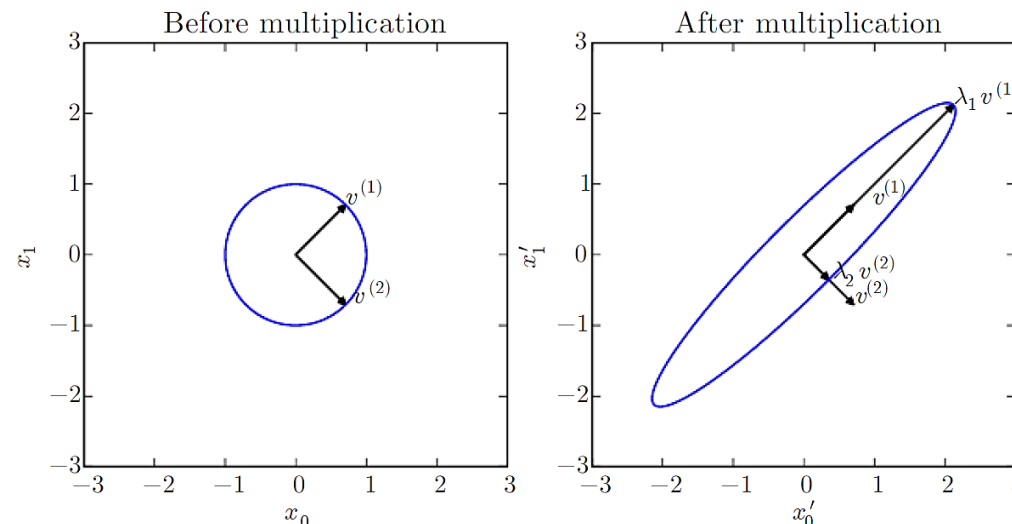 Before multiplication
After multiplication
3
2
1
0
−1
−2
−3
−3
−2
−1
0
1
2
3
x₀
x₁
v⁽¹⁾
v⁽²⁾
3
2
1
0
−1
−2
−3
−3
−2
−1
0
1
2
x′₀
x′₁
λ₁ v⁽¹
v⁽¹⁾
λ₂ v⁽²⁾
v⁽²⁾